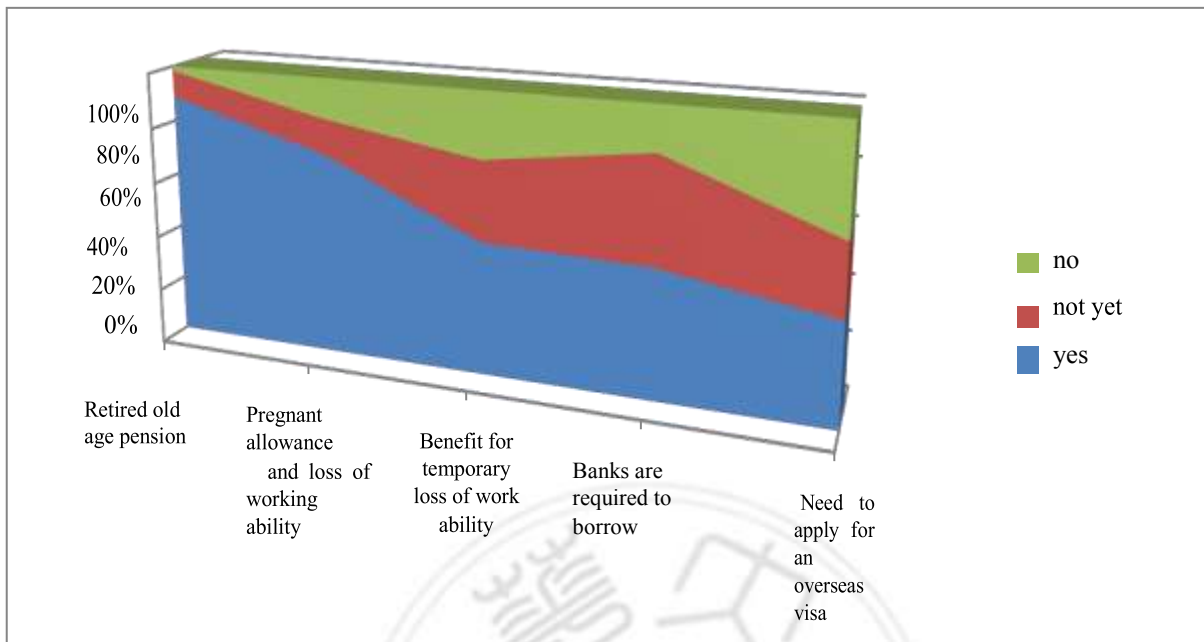 100%
80%
60%
40%
20%
0%
no
not yet
yes
Retired old
age pension
Pregnant
allowance
and loss of
working
ability
Benefit for
temporary
loss of work
ability
Banks are
required to
borrow
Need to
apply for
an
overseas
visa